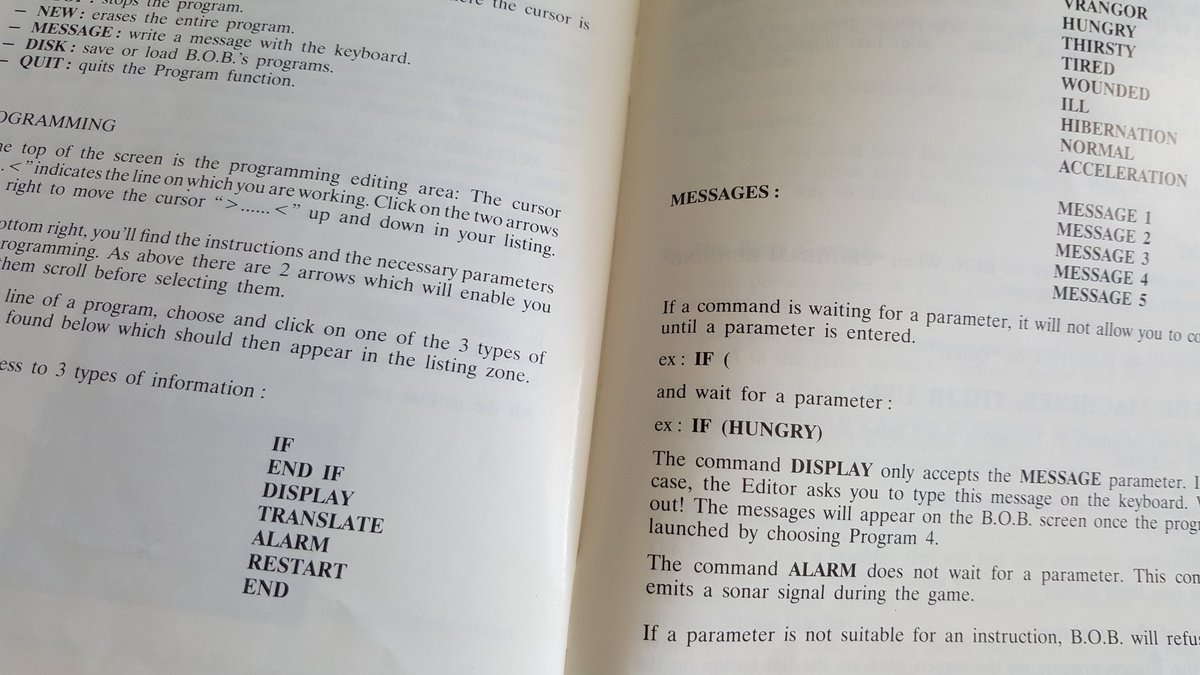 stops the program.
— NEW : erases the entire program.
— MESSAGE : write a message with the keyboard.
— DISK : save or load B.O.B.'s programs.
— QUIT : quits the Program function.
the cursor is
OGRAMMING
top of the screen is the programming editing area: The cursor
. < ” indicates the line on which you are working. Click on the two arrows
right to move the cursor “ >...... < ” up and down in your listing.
ottom right, you'll find the instructions and the necessary parameters
rogramming. As above there are 2 arrows which will enable you
them scroll before selecting them.
line of a program, choose and click on one of the 3 types of
found below which should then appear in the listing zone.
ess to 3 types of information :
IF
END IF
DISPLAY
TRANSLATE
ALARM
RESTART
END
VRANGOR
HUNGRY
THIRSTY
TIRED
WOUNDED
ILL
HIBERNATION
NORMAL
ACCELERATION
MESSAGES :
MESSAGE 1
MESSAGE 2
MESSAGE 3
MESSAGE 4
MESSAGE 5
If a command is waiting for a parameter, it will not allow you to co
until a parameter is entered.
ex : IF (
and wait for a parameter :
ex : IF (HUNGRY)
The command DISPLAY only accepts the MESSAGE parameter. I
case, the Editor asks you to type this message on the keyboard.
out! The messages will appear on the B.O.B. screen once the progr
launched by choosing Program 4.
The command ALARM does not wait for a parameter. This com
emits a sonar signal during the game.
If a parameter is not suitable for an instruction, B.O.B. will refus